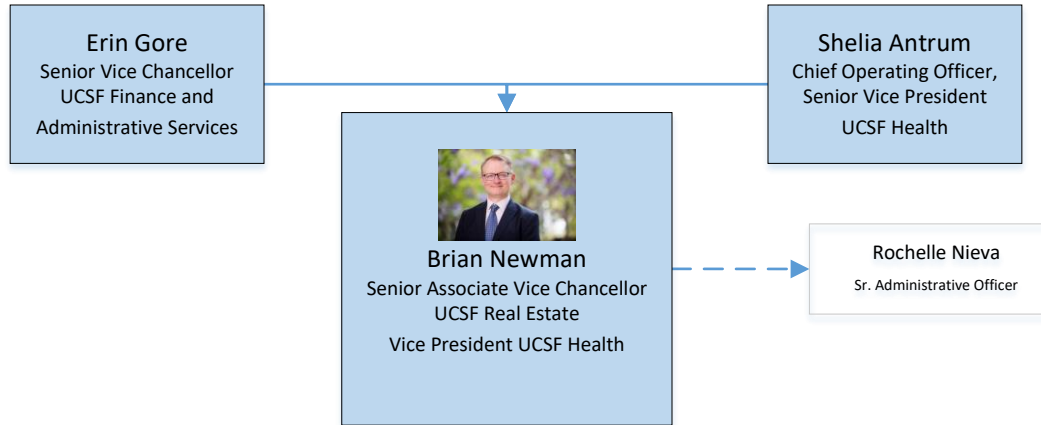 Erin Gore
Senior Vice Chancellor
UCSF Finance and
Administrative Services
Shelia Antrum
Chief Operating Officer,
Senior Vice President
UCSF Health
Brian Newman
Senior Associate Vice Chancellor
UCSF Real Estate
Vice President UCSF Health
Rochelle Nieva
Sr. Administrative Officer